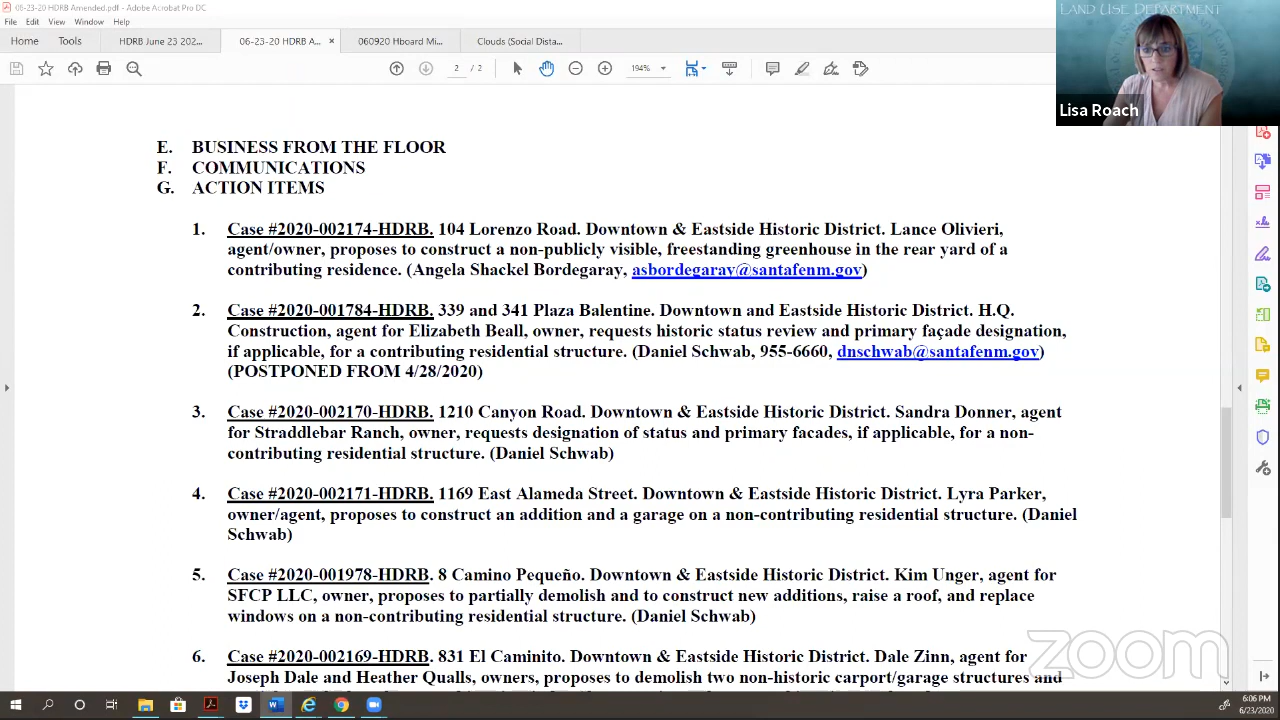 06-23-20 HDRB Amended.pdf - Adobe Acrobat Pro DC
File Edit View Window Help
Home Tools HDRB June 23 202... 06-23-20 HDRB A... × 060920 Hboard Mi... Clouds (Social Dista...
2 / 2 194%
LAND USE DEPARTMENT
Lisa Roach
E. BUSINESS FROM THE FLOOR
F. COMMUNICATIONS
G. ACTION ITEMS
1. Case #2020-002174-HDRB. 104 Lorenzo Road. Downtown & Eastside Historic District. Lance Olivieri,
agent/owner, proposes to construct a non-publicly visible, freestanding greenhouse in the rear yard of a
contributing residence. (Angela Shackel Bordegaray, asbordegaray@santafenm.gov)
2. Case #2020-001784-HDRB. 339 and 341 Plaza Balentine. Downtown and Eastside Historic District. H.Q.
Construction, agent for Elizabeth Beall, owner, requests historic status review and primary façade designation,
if applicable, for a contributing residential structure. (Daniel Schwab, 955-6660, dnschwab@santafenm.gov)
(POSTPONED FROM 4/28/2020)
3. Case #2020-002170-HDRB. 1210 Canyon Road. Downtown & Eastside Historic District. Sandra Donner, agent
for Straddlebar Ranch, owner, requests designation of status and primary facades, if applicable, for a non-
contributing residential structure. (Daniel Schwab)
4. Case #2020-002171-HDRB. 1169 East Alameda Street. Downtown & Eastside Historic District. Lyra Parker,
owner/agent, proposes to construct an addition and a garage on a non-contributing residential structure. (Daniel
Schwab)
5. Case #2020-001978-HDRB. 8 Camino Pequeño. Downtown & Eastside Historic District. Kim Unger, agent for
SFCP LLC, owner, proposes to partially demolish and to construct new additions, raise a roof, and replace
windows on a non-contributing residential structure. (Daniel Schwab)
6. Case #2020-002169-HDRB. 831 El Caminito. Downtown & Eastside Historic District. Dale Zinn, agent for
Joseph Dale and Heather Qualls, owners, proposes to demolish two non-historic carport/garage structures and
zoom
6:06 PM
6/23/2020